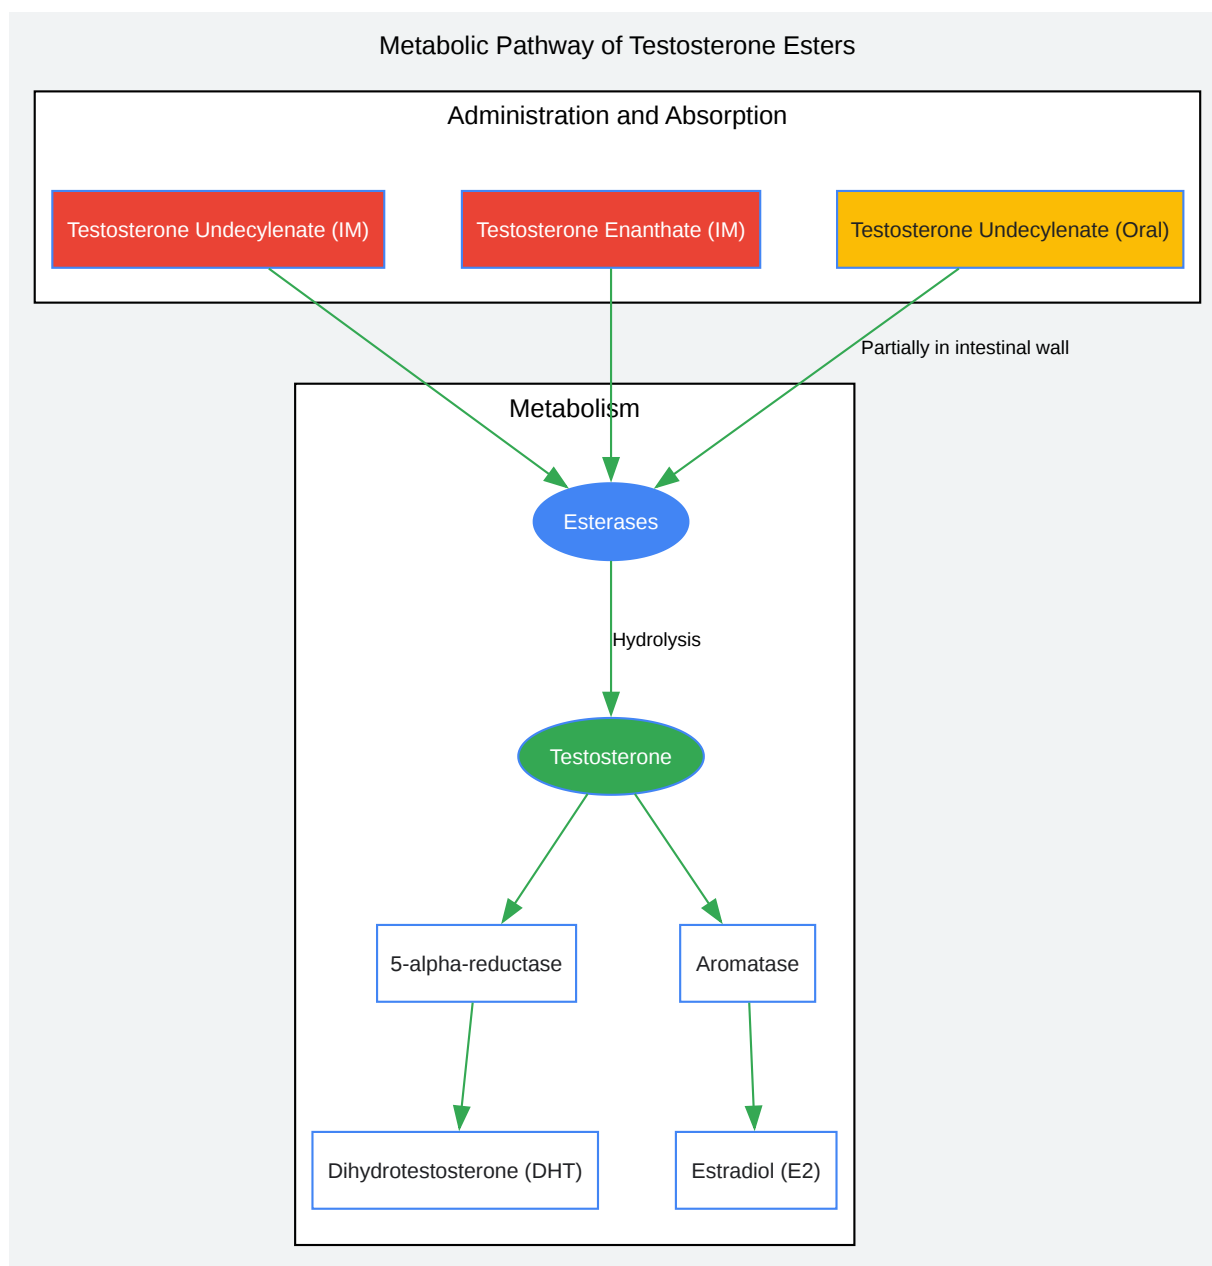 Metabolic Pathway of Testosterone Esters
Administration and Absorption
Testosterone Undecylenate (IM)
Testosterone Enanthate (IM)
Testosterone Undecylenate (Oral)
Partially in intestinal wall
Metabolism
Esterases
Hydrolysis
Testosterone
5-alpha-reductase
Aromatase
Dihydrotestosterone (DHT)
Estradiol (E2)